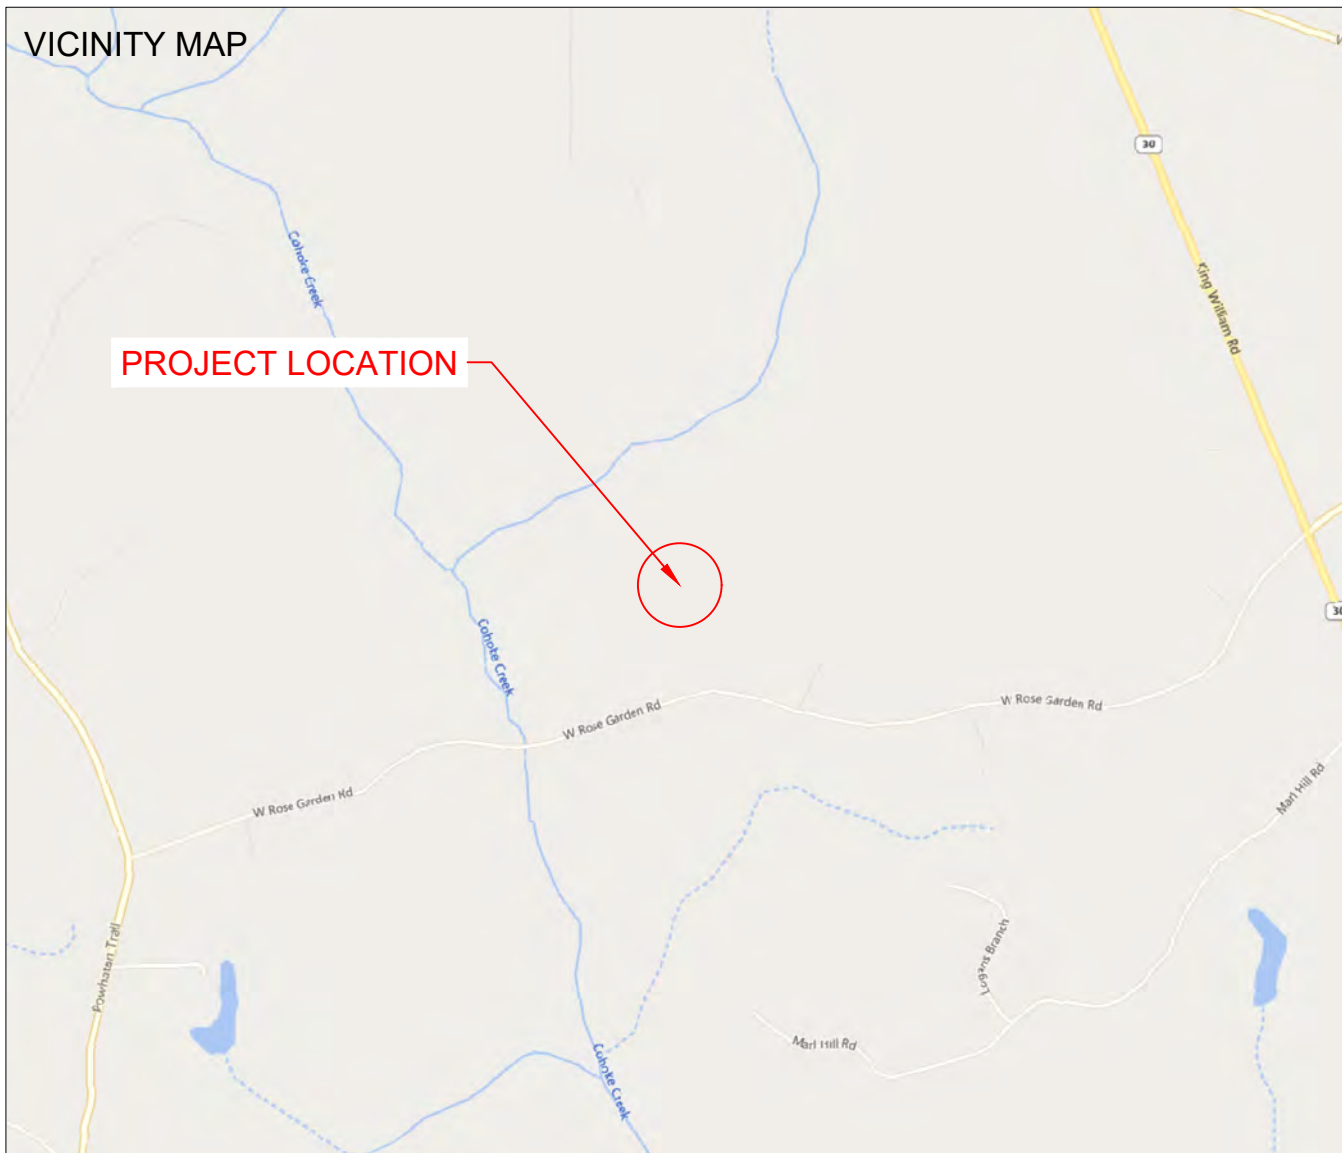 VICINITY MAP
30
Cohoke Creek
King William Rd
PROJECT LOCATION
30
Cohoke Creek
W Rose Garden Rd
W Rose Garden Rd
W Rose Garden Rd
Marl Hill Rd
Powhatan Trail
Logans Branch
Marl Hill Rd
Cohoke Creek